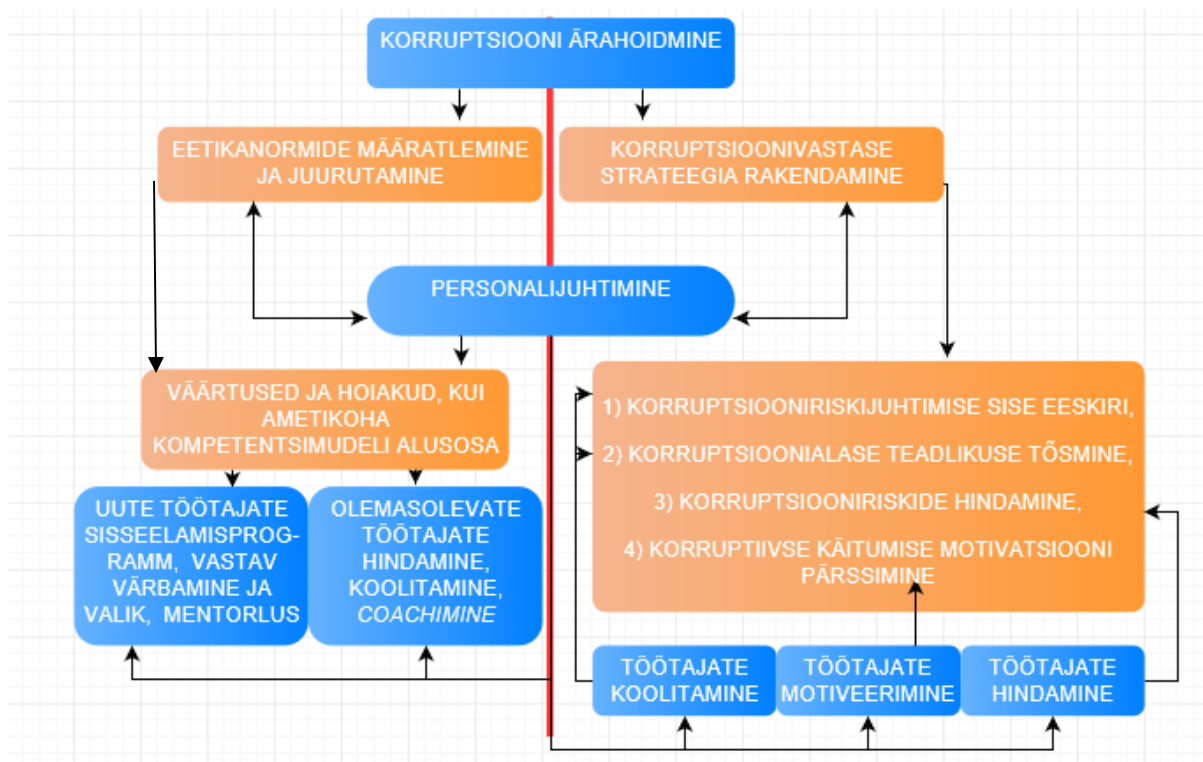 KORRUPTSIOONI ÄRAHOIDMINE
EETIKANORMIDE MÄÄRATLEMINE
JA JUURUTAMINE
KORRUPTSIOONIVASTASE
STRATEEGIA RAKENDAMINE
PERSONALIJUHTIMINE
VÄÄRTUSED JA HOIAKUD, KUI
AMETIKOHA
KOMPETENTSIMUDELI ALUSOSA
UUTE TÖÖTAJATE
SISSEELAMISPROG-
RAMM, VASTAV
VÄRBAMINE JA
VALIK, MENTORLUS
OLEMASOLEVATE
TÖÖTAJATE
HINDAMINE,
KOOLITAMINE,
COACHIMINE
1) KORRUPTSIOONIRISKIJUHTIMISE SISE EESKIRI,
2) KORRUPTSIOONIALASE TEADLIKUSE TÕSMINE,
3) KORRUPTSIOONIRISKIDE HINDAMINE,
4) KORRUPTIIVSE KÄITUMISE MOTIVATSIOONI
PÄRSSIMINE
TÖÖTAJATE
KOOLITAMINE
TÖÖTAJATE
MOTIVEERIMINE
TÖÖTAJATE
HINDAMINE